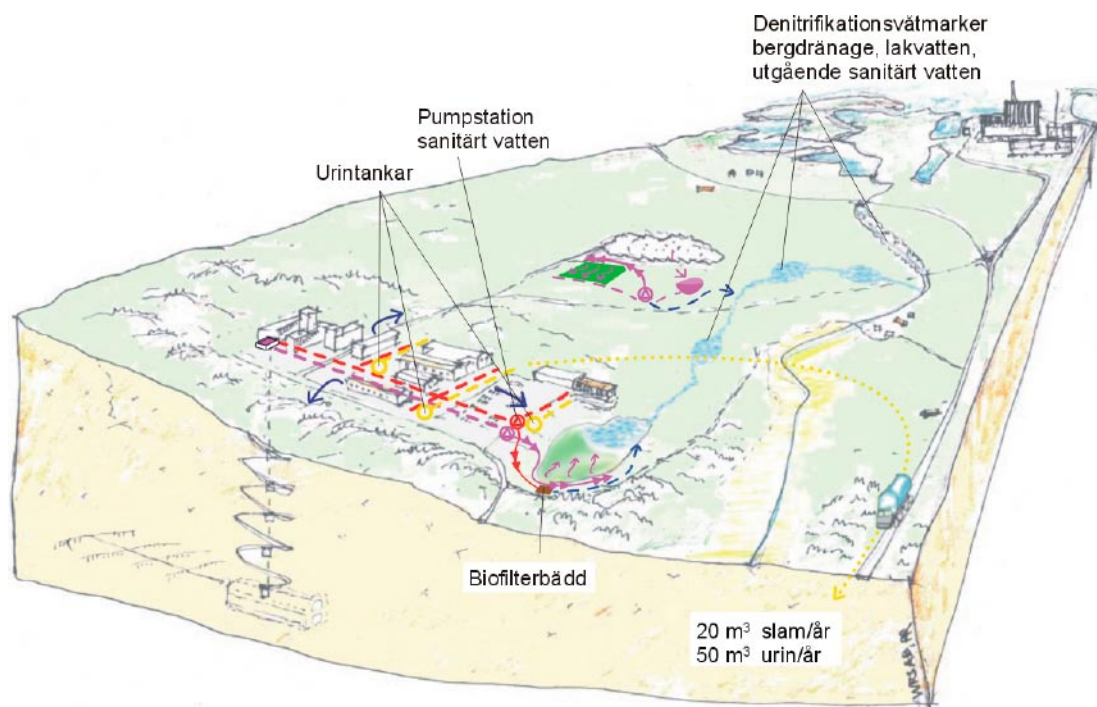 Denitrifikationsvåtmarker
bergdränage, lakvatten,
utgående sanitärt vatten
Pumpstation
sanitärt vatten
Urintankar
Biofilterbädd
20 m³ slam/år
50 m³ urin/år